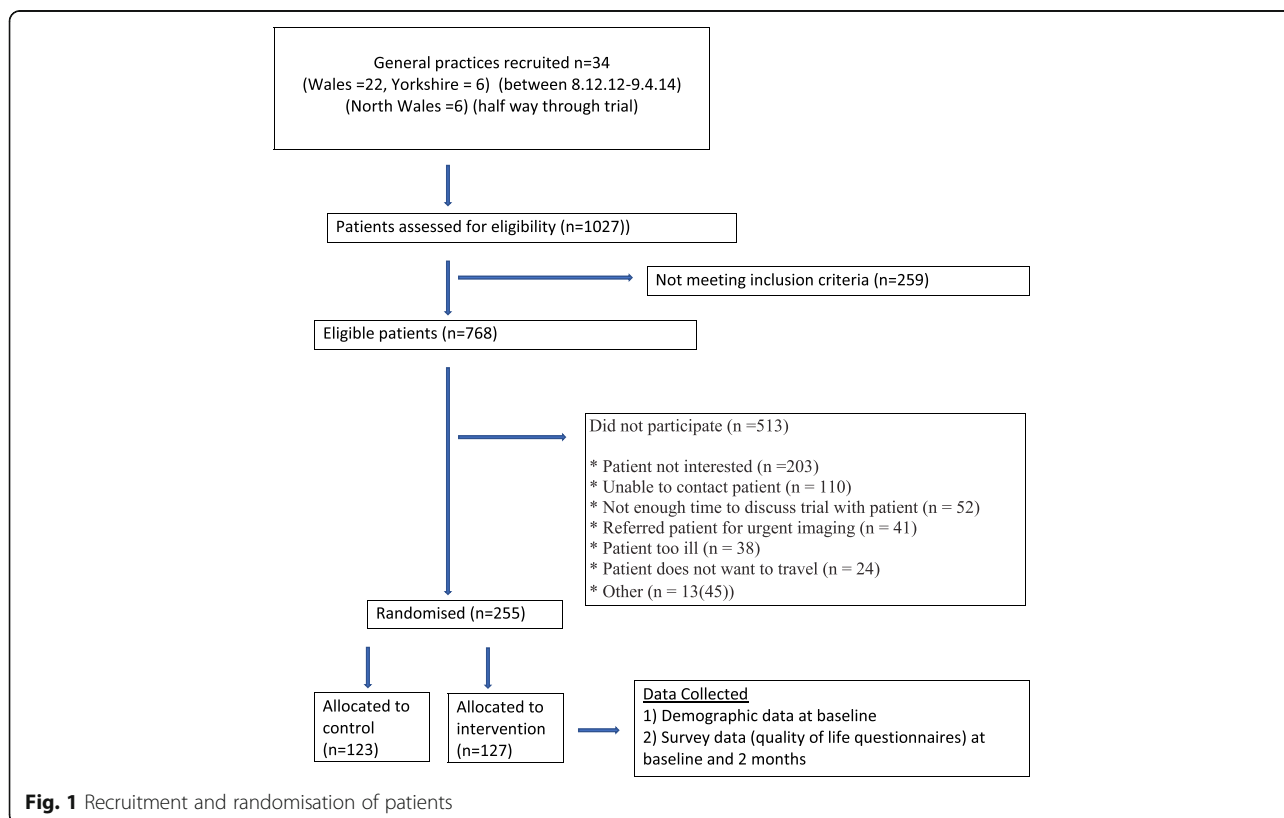 General practices recruited n=34
(Wales =22, Yorkshire = 6)  (between 8.12.12-9.4.14)
(North Wales =6) (half way through trial)
Patients assessed for eligibility (n=1027))
Not meeting inclusion criteria (n=259)
Eligible patients (n=768)
Did not participate (n =513)
* Patient not interested (n =203)
* Unable to contact patient (n = 110)
* Not enough time to discuss trial with patient (n = 52)
* Referred patient for urgent imaging (n = 41)
* Patient too ill (n = 38)
* Patient does not want to travel (n = 24)
* Other (n = 13(45))
Randomised (n=255)
Allocated to
control
(n=123)
Allocated to
intervention
(n=127)
Data Collected
1) Demographic data at baseline
2) Survey data (quality of life questionnaires) at
baseline and 2 months
Fig. 1 Recruitment and randomisation of patients